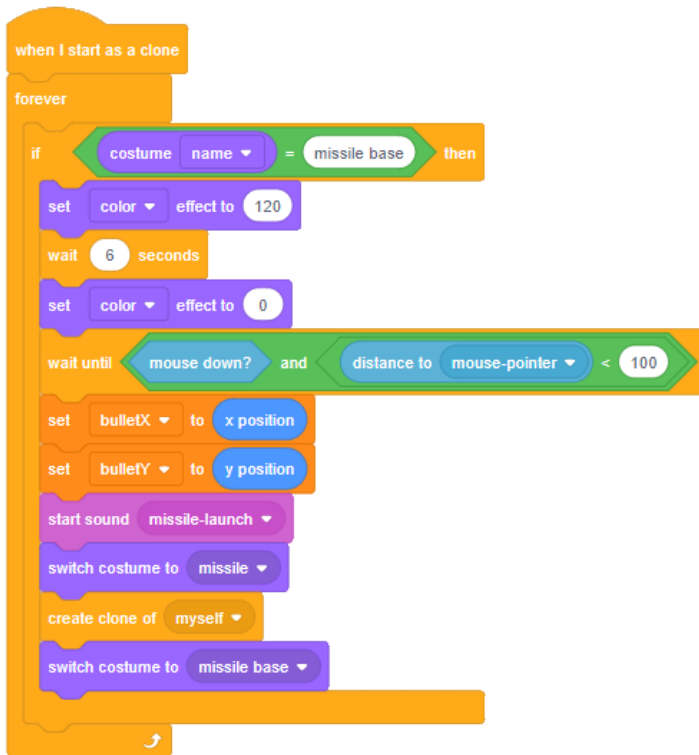 when I start as a clone
forever
if costume name = missile base then
set color effect to 120
wait 6 seconds
set color effect to 0
wait until mouse down? and distance to mouse-pointer < 100
set bulletX to x position
set bulletY to y position
start sound missile-launch
switch costume to missile
create clone of myself
switch costume to missile base